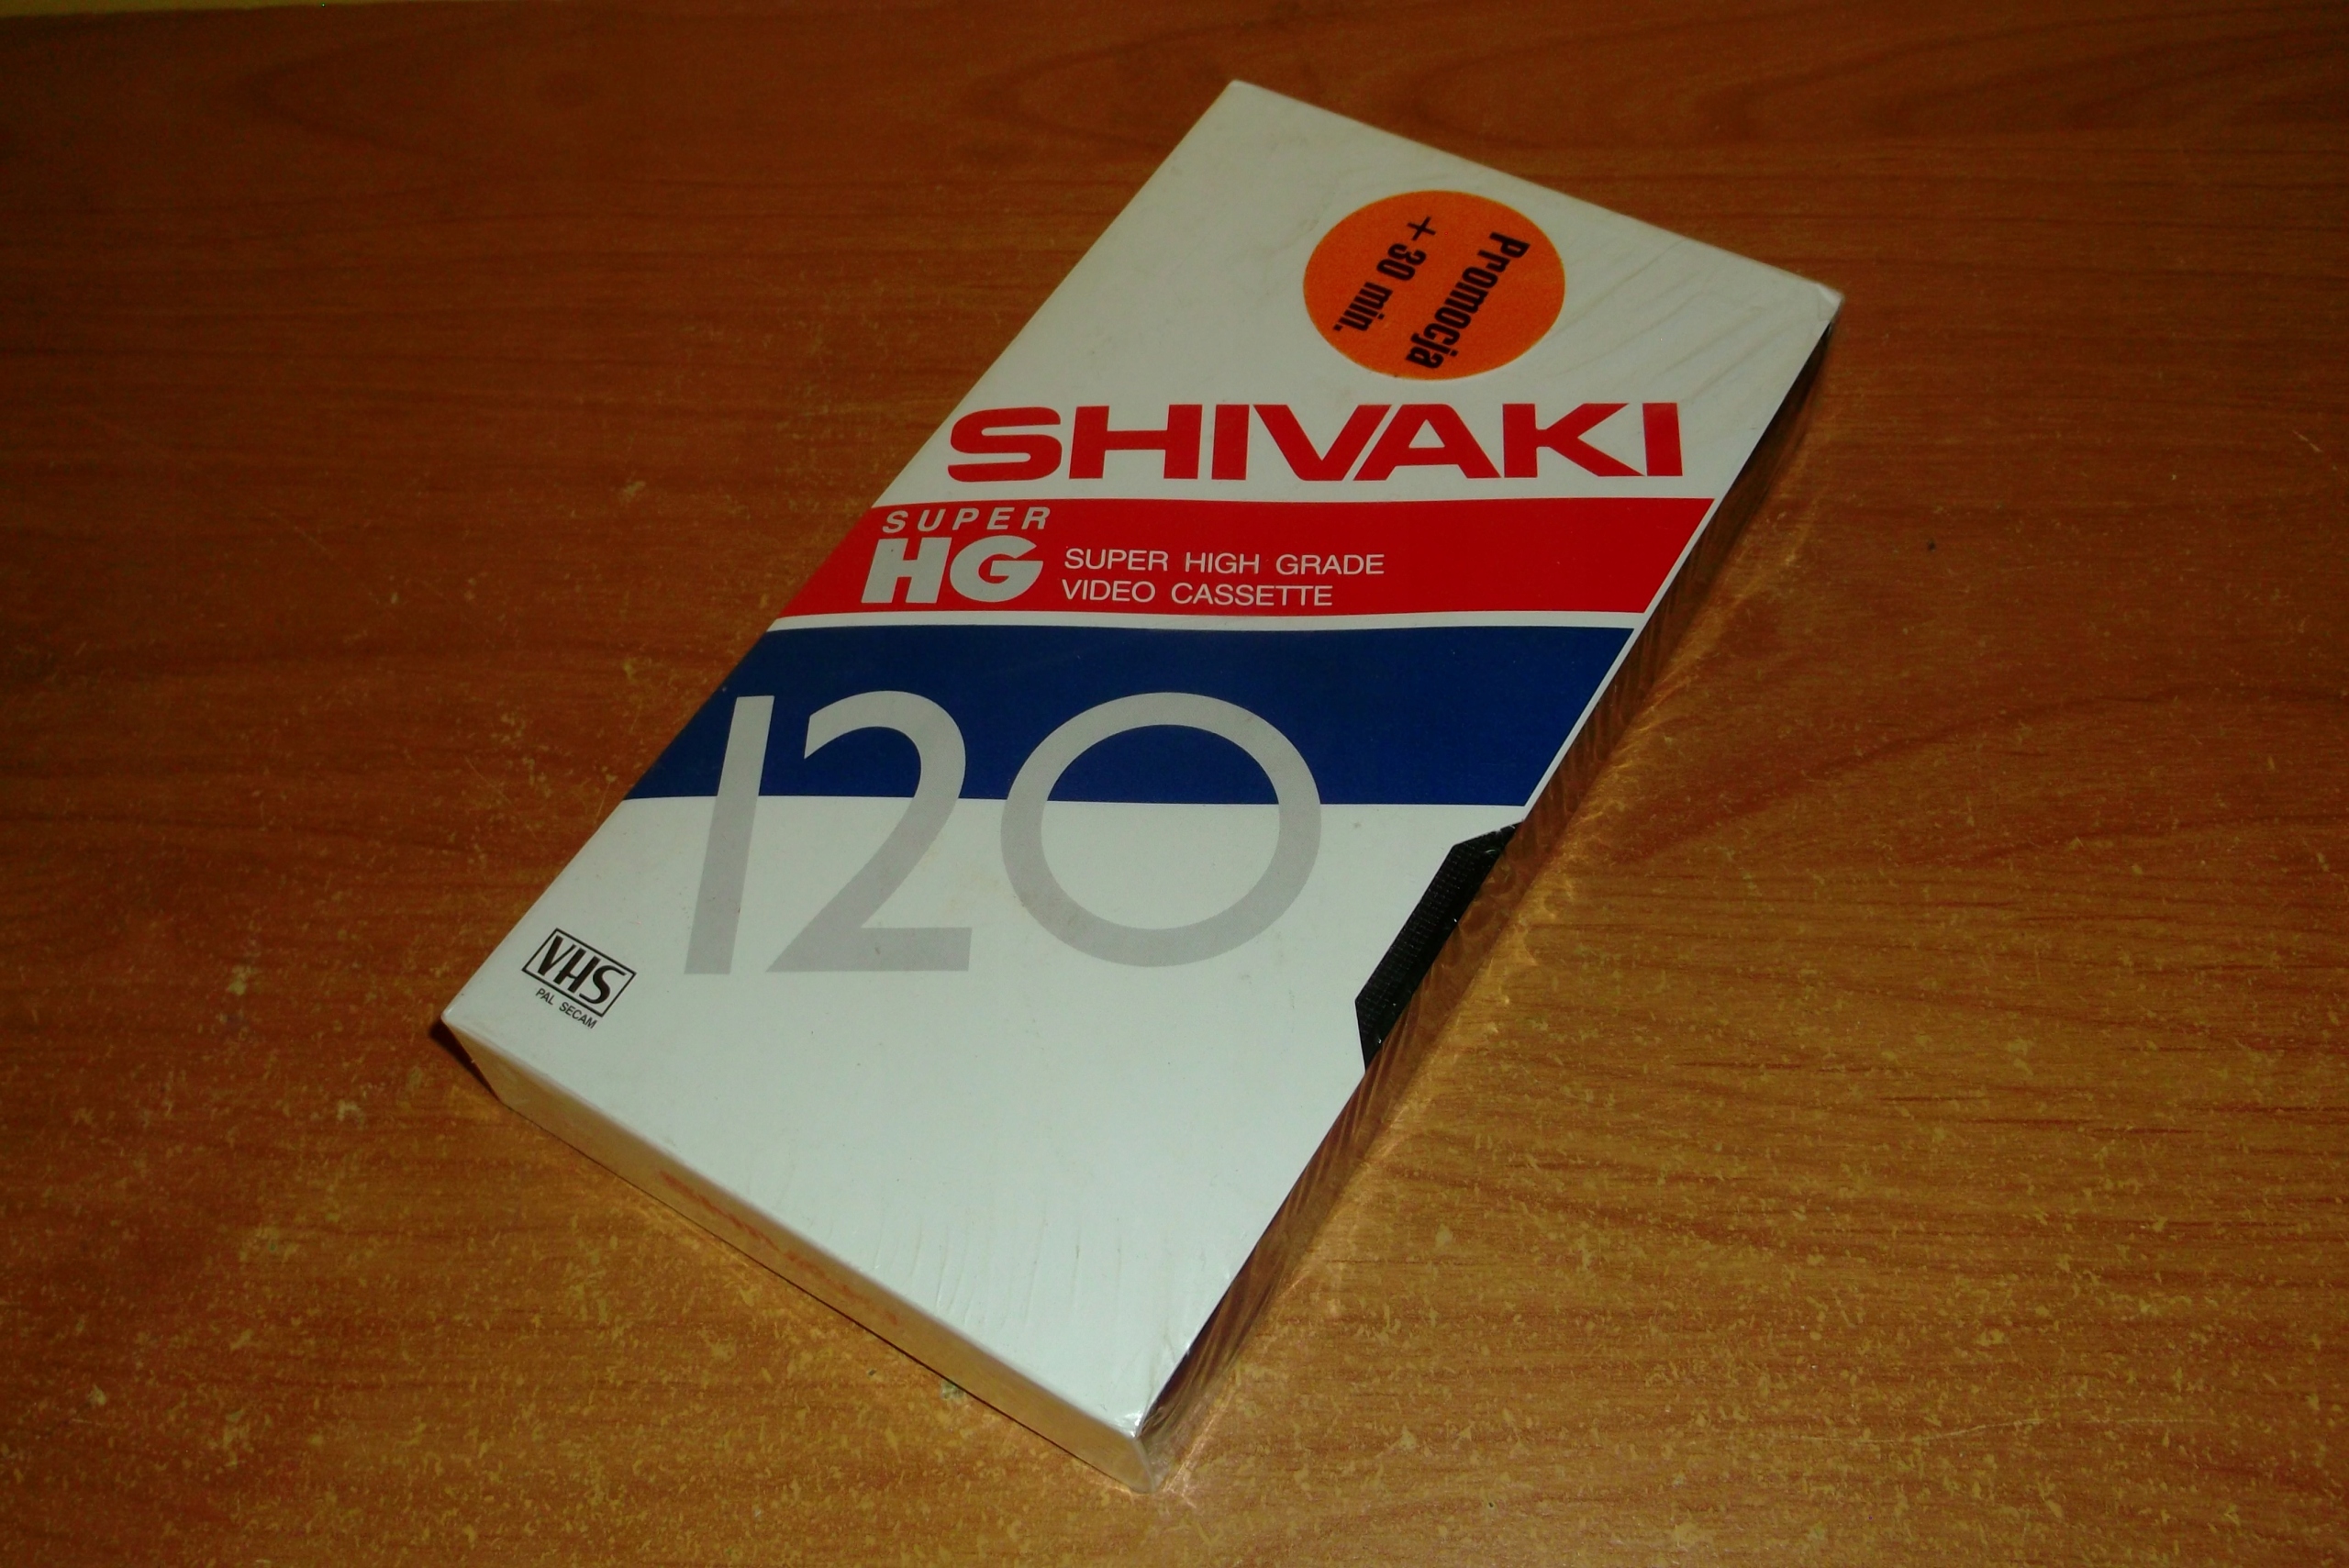 Promocja
+ 30 min.
SHIVAKI
SUPER
HG
SUPER HIGH GRADE
VIDEO CASSETTE
120
VHS
PAL SECAM